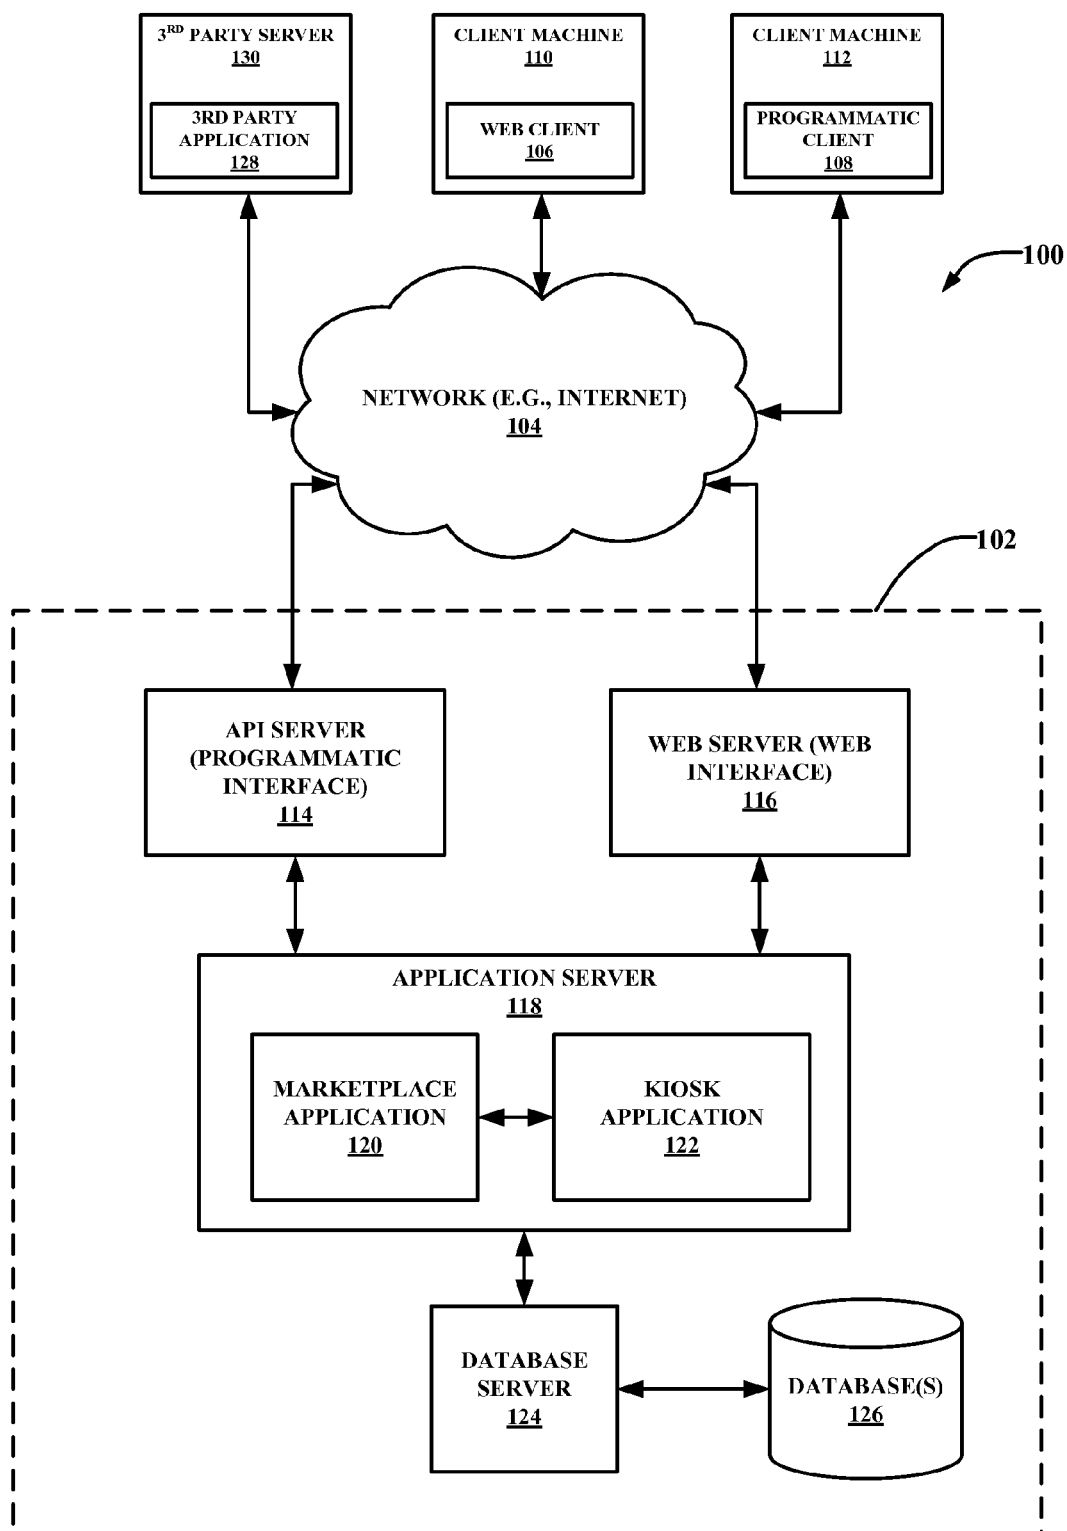 3RD PARTY SERVER
130
3RD PARTY
APPLICATION
128
CLIENT MACHINE
110
WEB CLIENT
106
CLIENT MACHINE
112
PROGRAMMATIC
CLIENT
108
100
NETWORK (E.G., INTERNET)
104
102
API SERVER
(PROGRAMMATIC
INTERFACE)
114
WEB SERVER (WEB
INTERFACE)
116
APPLICATION SERVER
118
MARKETPLACE
APPLICATION
120
KIOSK
APPLICATION
122
DATABASE
SERVER
124
DATABASE(S)
126